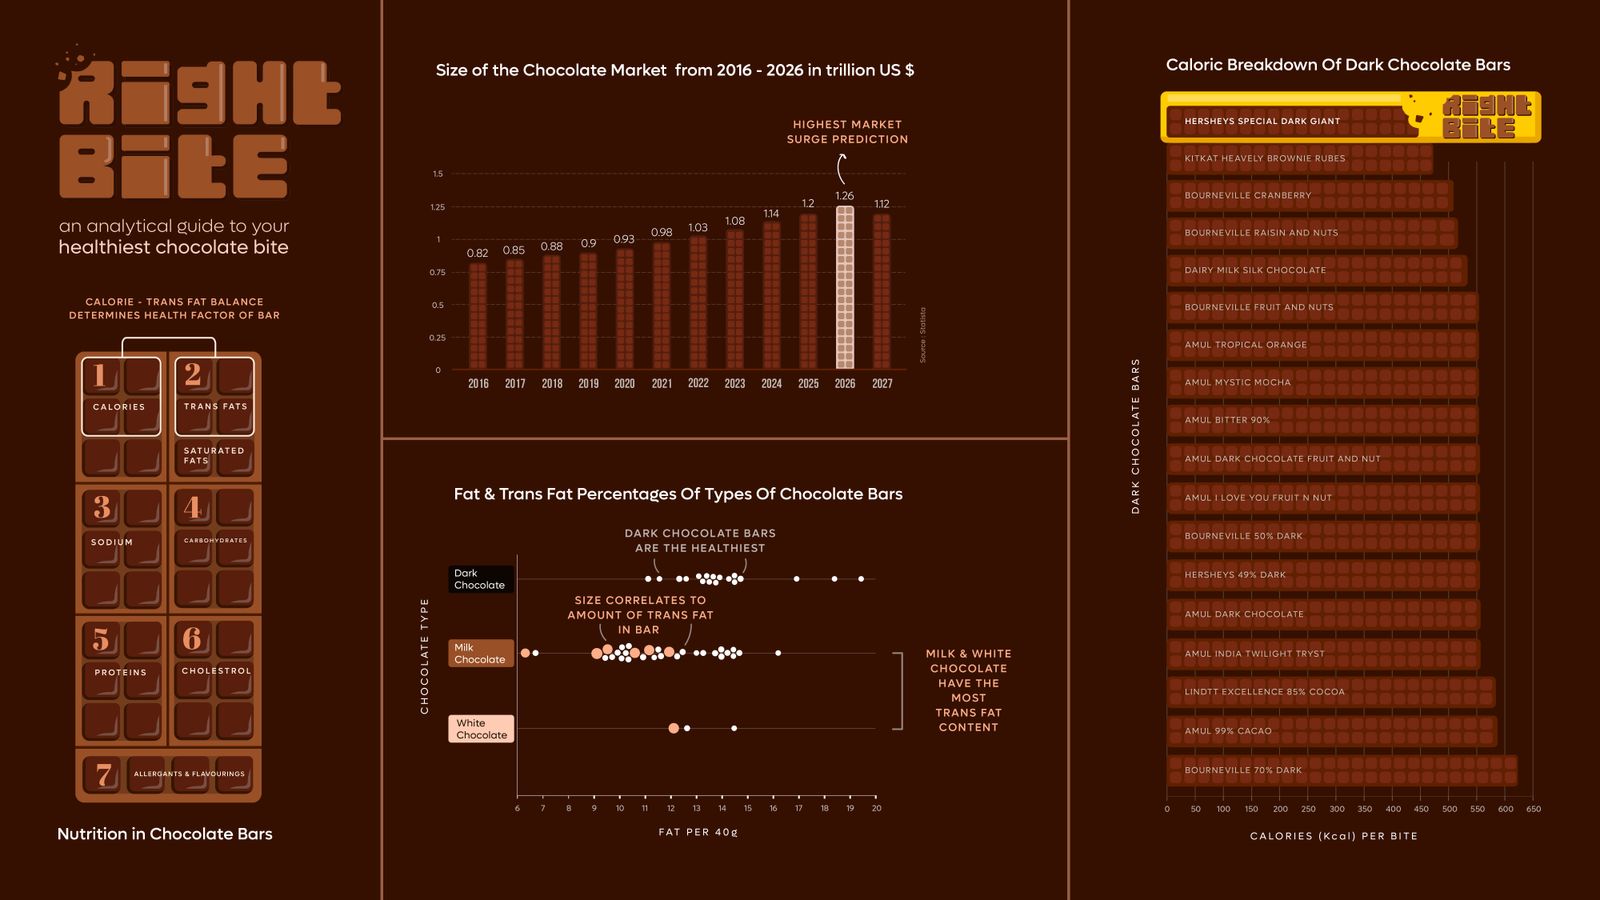 RiGHt
BitE
an analytical guide to your
healthiest chocolate bite
CALORIE - TRANS FAT BALANCE
DETERMINES HEALTH FACTOR OF BAR
1
CALORIES
2
TRANS FATS
SATURATED
FATS
3
SODIUM
4
CARBOHYDRATES
5
PROTEINS
6
CHOLESTROL
7
ALLERGANTS & FLAVOURINGS
Nutrition in Chocolate Bars
Size of the Chocolate Market from 2016 - 2026 in trillion US $
HIGHEST MARKET
SURGE PREDICTION
1.5
1.25
1
0.75
0.5
0.25
0
0.82
0.85
0.88
0.9
0.93
0.98
1.03
1.08
1.14
1.2
1.26
1.12
2016 2017 2018 2019 2020 2021 2022 2023 2024 2025 2026 2027
Source : Statista
Fat & Trans Fat Percentages Of Types Of Chocolate Bars
DARK CHOCOLATE BARS
ARE THE HEALTHIEST
Dark
Chocolate
SIZE CORRELATES TO
AMOUNT OF TRANS FAT
IN BAR
Milk
Chocolate
White
Chocolate
CHOCOLATE TYPE
MILK & WHITE
CHOCOLATE
HAVE THE
MOST
TRANS FAT
CONTENT
6 7 8 9 10 11 12 13 14 15 16 17 18 19 20
FAT PER 40g
Caloric Breakdown Of Dark Chocolate Bars
HERSHEYS SPECIAL DARK GIANT
RiGHt
BitE
KITKAT HEAVELY BROWNIE RUBES
BOURNEVILLE CRANBERRY
BOURNEVILLE RAISIN AND NUTS
DAIRY MILK SILK CHOCOLATE
BOURNEVILLE FRUIT AND NUTS
AMUL TROPICAL ORANGE
AMUL MYSTIC MOCHA
AMUL BITTER 90%
AMUL DARK CHOCOLATE FRUIT AND NUT
AMUL I LOVE YOU FRUIT N NUT
BOURNEVILLE 50% DARK
HERSHEYS 49% DARK
AMUL DARK CHOCOLATE
AMUL INDIA TWILIGHT TRYST
LINDTT EXCELLENCE 85% COCOA
AMUL 99% CACAO
BOURNEVILLE 70% DARK
DARK CHOCOLATE BARS
0 50 100 150 200 250 300 350 400 450 500 550 600 650
CALORIES (Kcal) PER BITE